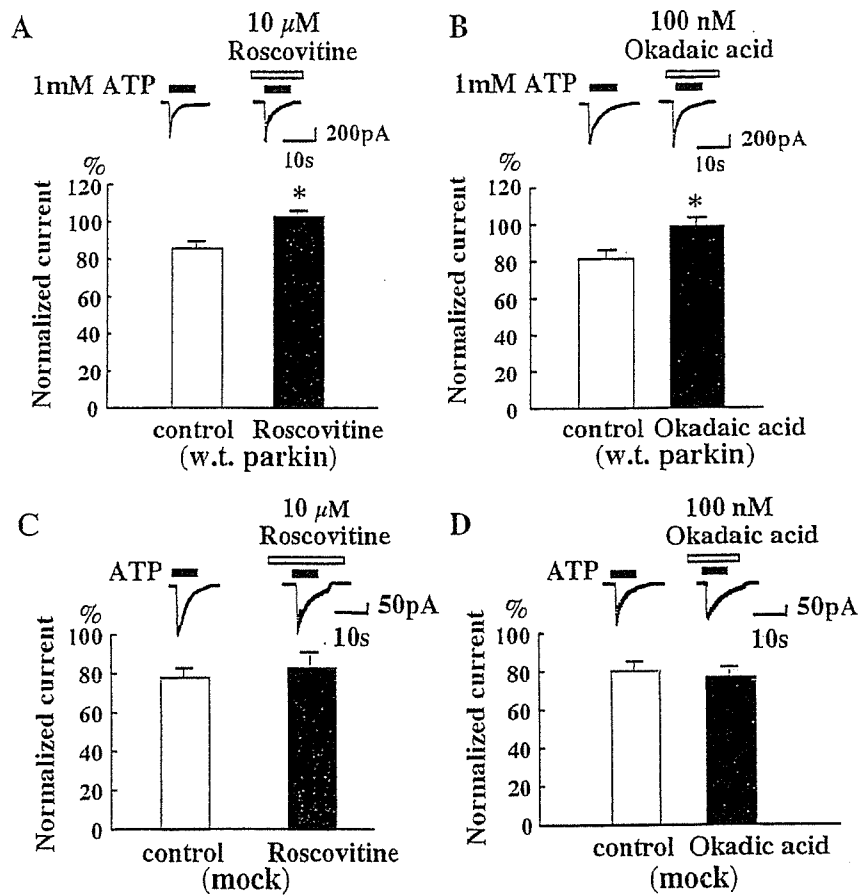 A
10 μM
Roscovitine
1mM ATP
200pA
10s
%
120
100
80
60
40
20
0
Normalized current
*
control Roscovitine
(w.t. parkin)
B
100 nM
Okadaic acid
1mM ATP
200pA
10s
%
120
100
80
60
40
20
0
Normalized current
*
control Okadaic acid
(w.t. parkin)
C
10 μM
Roscovitine
ATP
50pA
10s
%
100
80
60
40
20
0
Normalized current
control Roscovitine
(mock)
D
100 nM
Okadaic acid
ATP
50pA
10s
%
100
80
60
40
20
0
Normalized current
control Okadic acid
(mock)